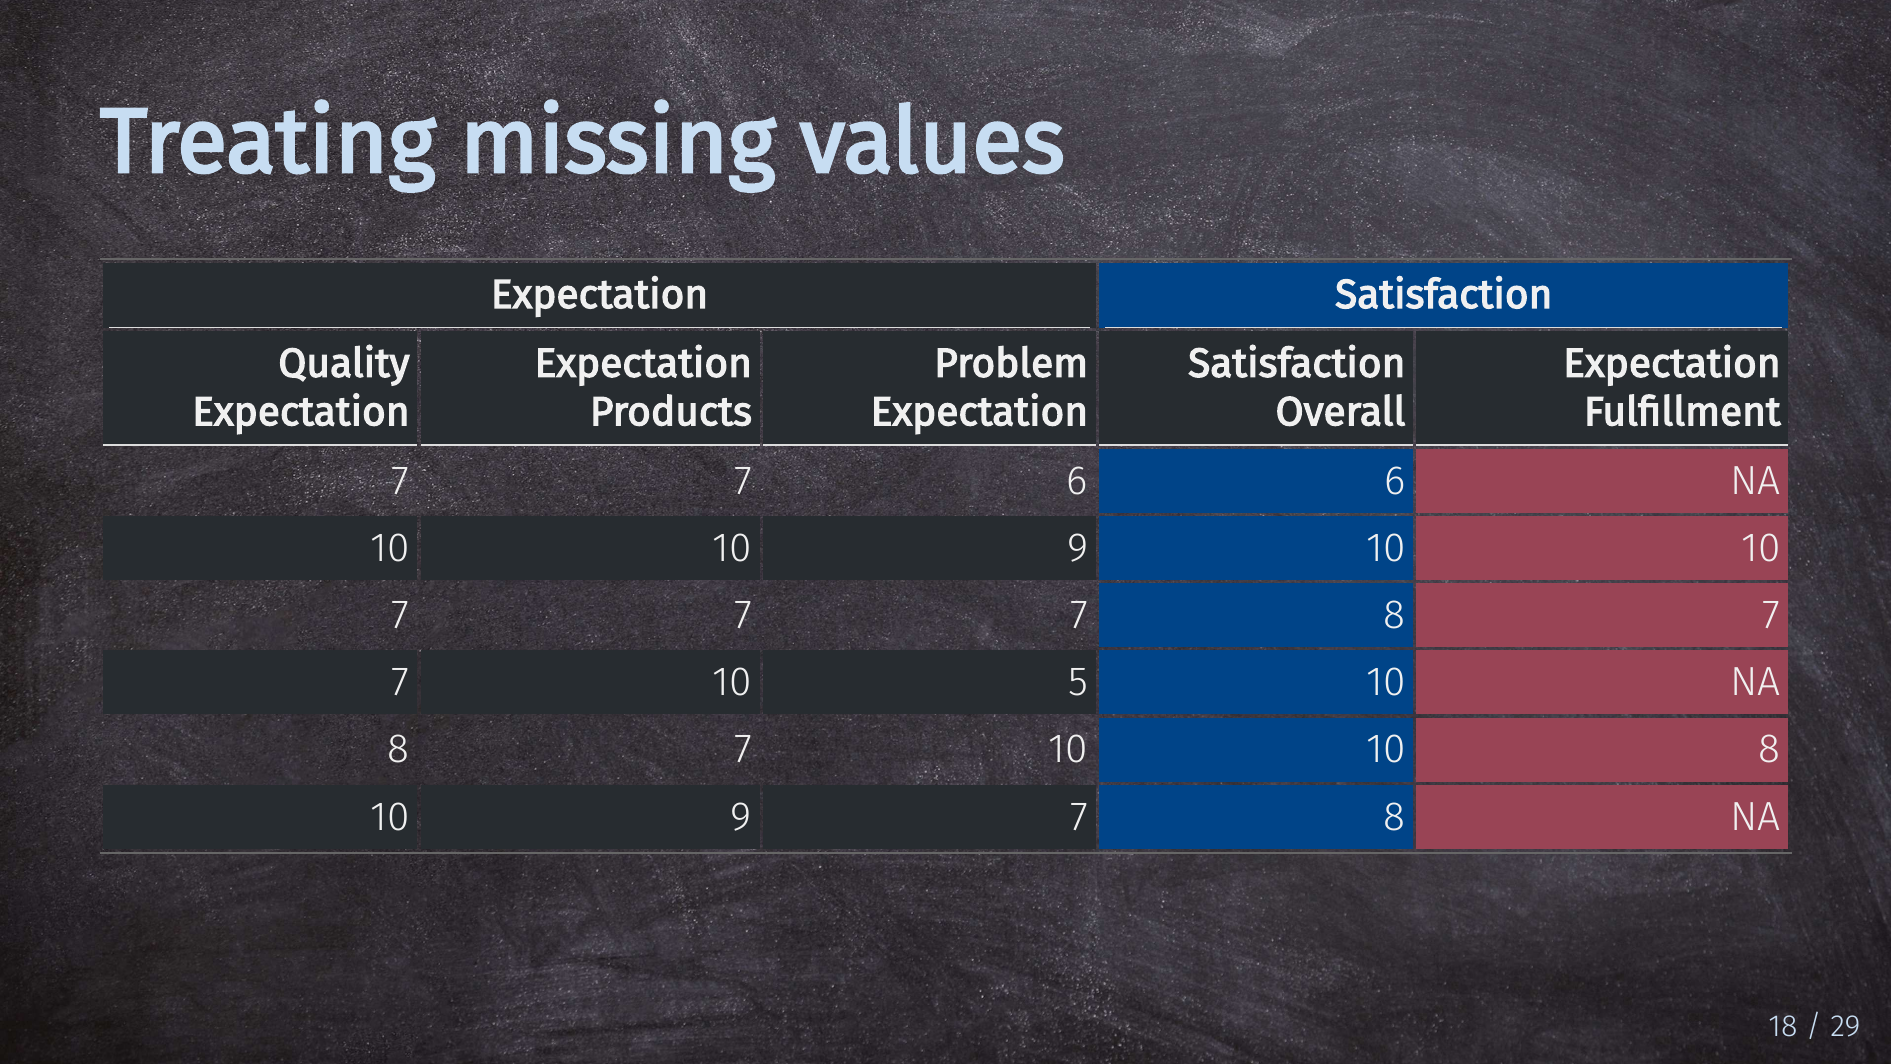 Treating missing values
Expectation Satisfaction
Quality Expectation Problem Satisfaction Expectation
Expectation Products Expectation Overall Fulfillment
7 7 6 6 NA
10 10 9 10 10
7 7 7 8 7
7 10 5 10 NA
8 7 10 10 8
10 9 7 8 NA
18 / 29